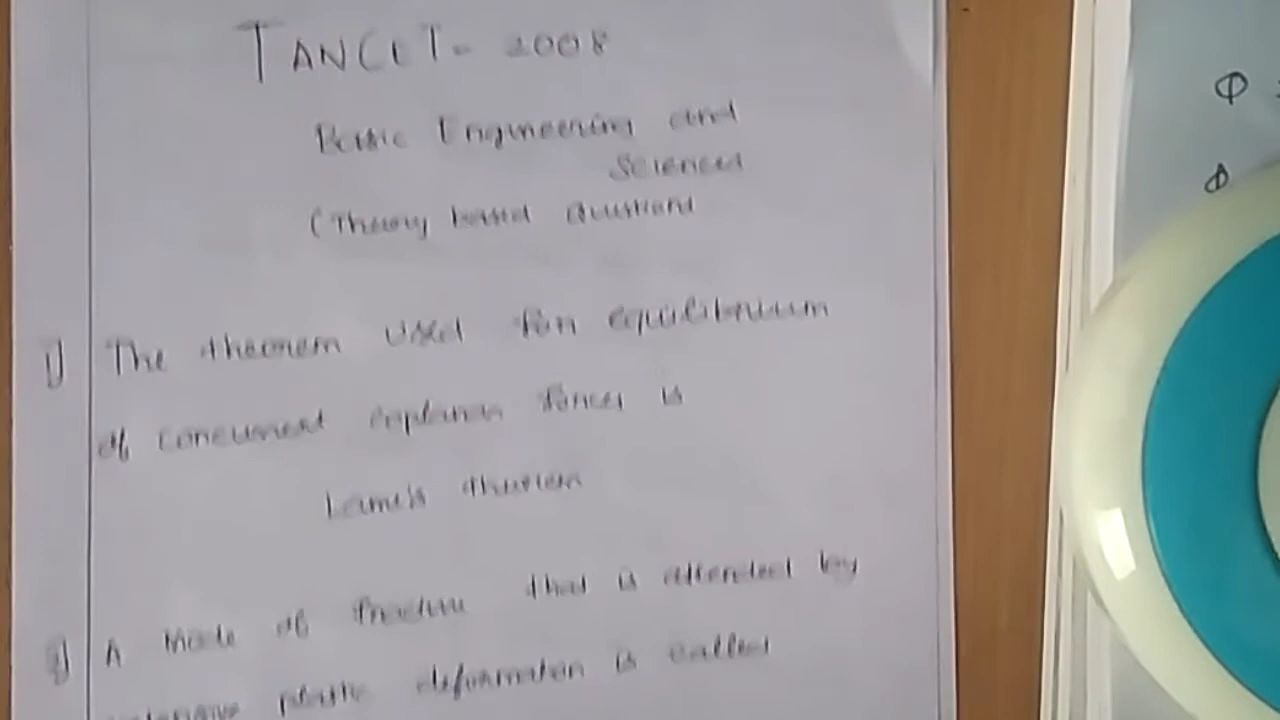 TANCET- 2008
Basic Engineering and
Sciences
(Theory based Questions
1) The theorem used for equilibrium
of concurrent coplanar forces is
Lami's theorem
2) A Mode of fracture that is attended by
extensive plastic deformation is called
Φ
Φ